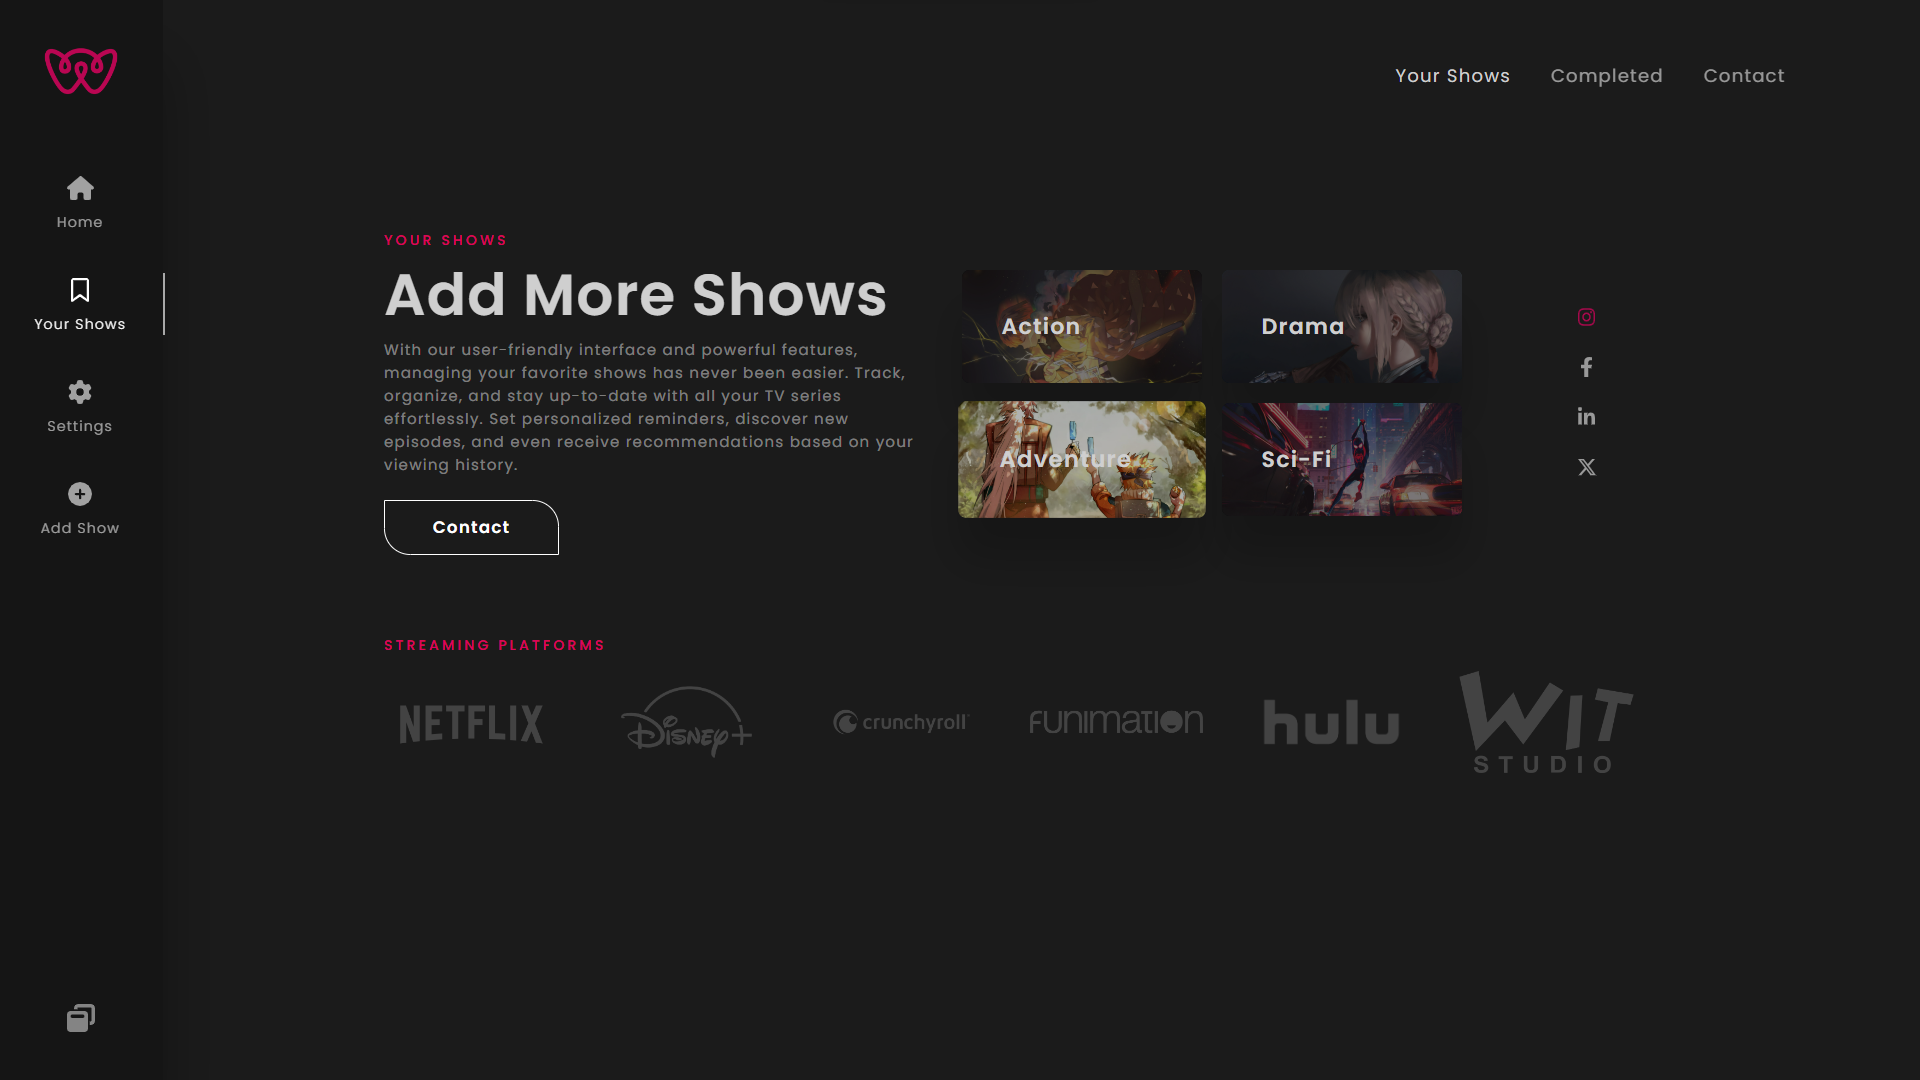 Your Shows
Completed
Contact
Home
Your Shows
Settings
Add Show
YOUR SHOWS
Add More Shows
With our user-friendly interface and powerful features,
managing your favorite shows has never been easier. Track,
organize, and stay up-to-date with all your TV series
effortlessly. Set personalized reminders, discover new
episodes, and even receive recommendations based on your
viewing history.
Contact
Action
Drama
Adventure
Sci-Fi
STREAMING PLATFORMS
NETFLIX
Disney+
crunchyroll
FUNIMATION
hulu
WIT
STUDIO